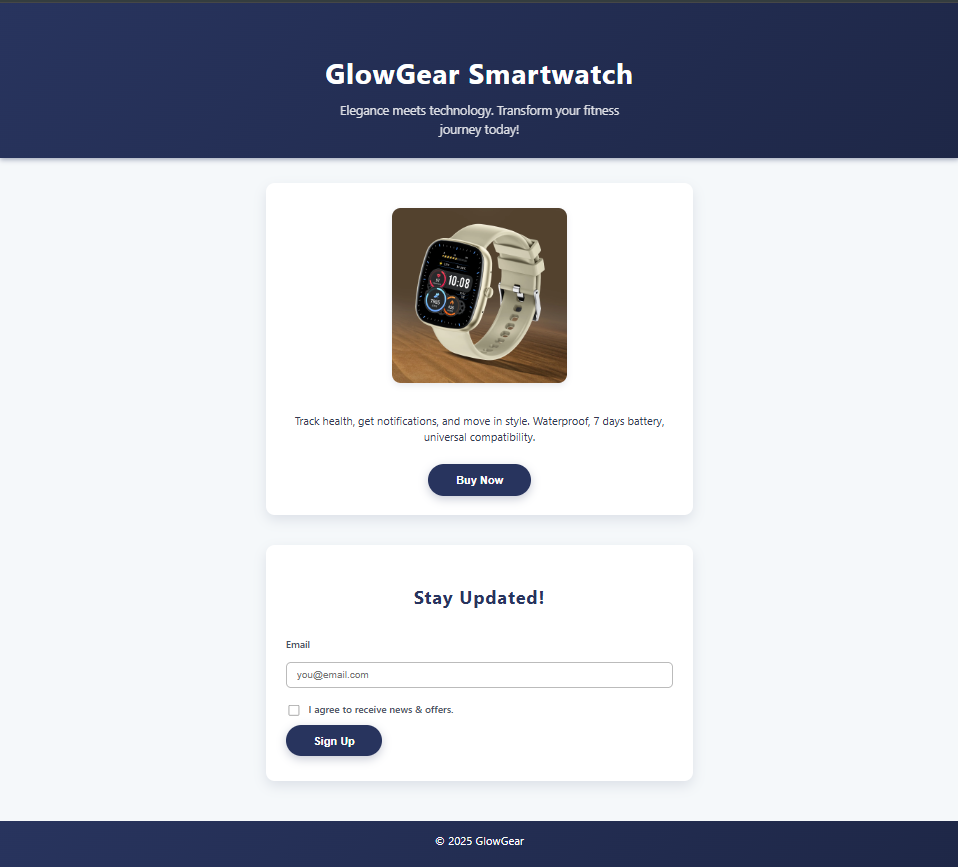 GlowGear Smartwatch
Elegance meets technology. Transform your fitness
journey today!
10:08
Track health, get notifications, and move in style. Waterproof, 7 days battery,
universal compatibility.
Buy Now
Stay Updated!
Email
you@email.com
I agree to receive news & offers.
Sign Up
© 2025 GlowGear